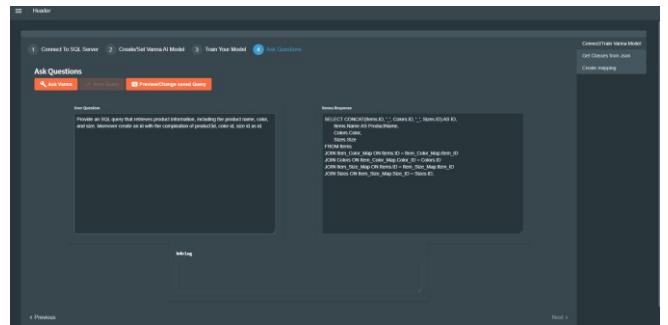 Header
1 Connect To SQL Server 2 Create/Set Vanna AI Model 3 Train Your Model 4 Ask Questions
Connect/Train Vanna Model
Get Classes from Json
Create mapping
Ask Questions
Ask Vanna Save Query Preview/Change saved Query
User Question
Provide an SQL query that retrieves product information, including the product name, color,
and size. Moreover create an id with the compination of productId, color id, size id as id
Vanna Response
SELECT CONCAT(Items.ID, '_', Colors.ID, '_', Sizes.ID) AS ID,
Items.Name AS ProductName,
Colors.Color,
Sizes.Size
FROM Items
JOIN Item_Color_Map ON Items.ID = Item_Color_Map.Item_ID
JOIN Colors ON Item_Color_Map.Color_ID = Colors.ID
JOIN Item_Size_Map ON Items.ID = Item_Size_Map.Item_ID
JOIN Sizes ON Item_Size_Map.Size_ID = Sizes.ID;
Info Log
Previous
Next